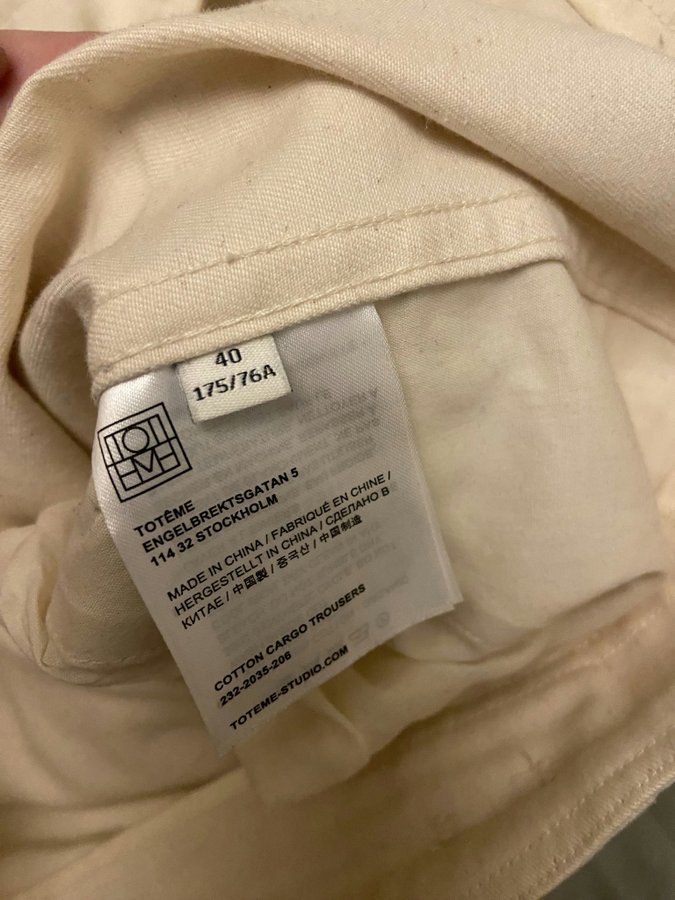 40
175/76A
TOT
EME
TOTÊME
ENGELBREKTSGATAN 5
114 32 STOCKHOLM
MADE IN CHINA / FABRIQUÉ EN CHINE /
HERGESTELLT IN CHINA / СДЕЛАНО В
КИТАЕ / 中国製 / 중국산 / 中国制造
COTTON CARGO TROUSERS
232-2035-206
TOTEME-STUDIO.COM